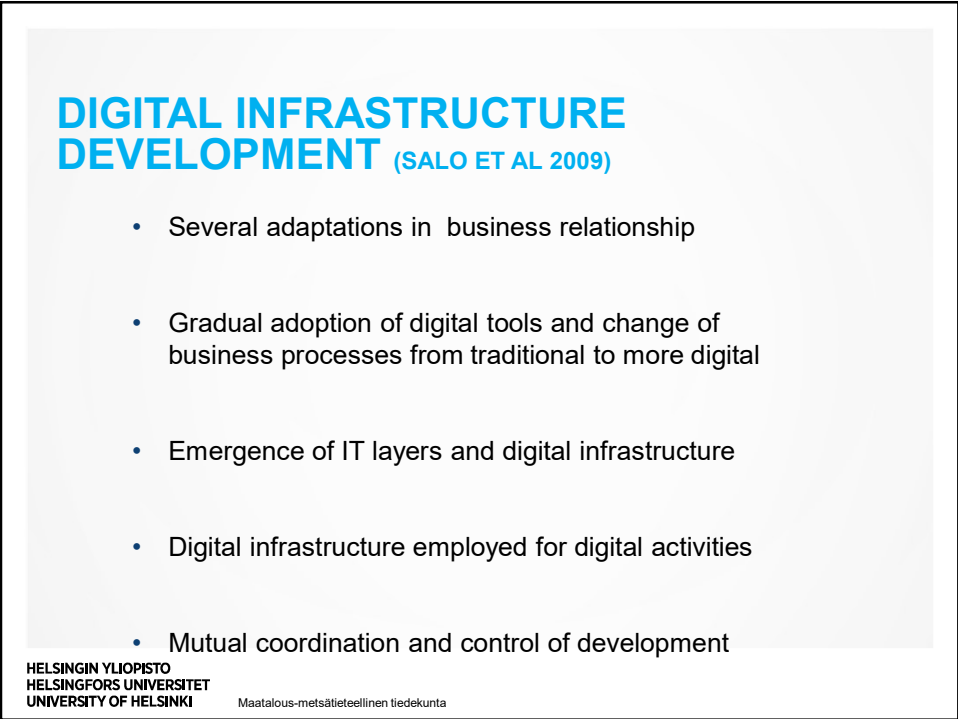 DIGITAL INFRASTRUCTURE
DEVELOPMENT (SALO ET AL 2009)
• Several adaptations in business relationship
• Gradual adoption of digital tools and change of
business processes from traditional to more digital
• Emergence of IT layers and digital infrastructure
• Digital infrastructure employed for digital activities
• Mutual coordination and control of development
HELSINGIN YLIOPISTO
HELSINGFORS UNIVERSITET
UNIVERSITY OF HELSINKI
Maatalous-metsätieteellinen tiedekunta